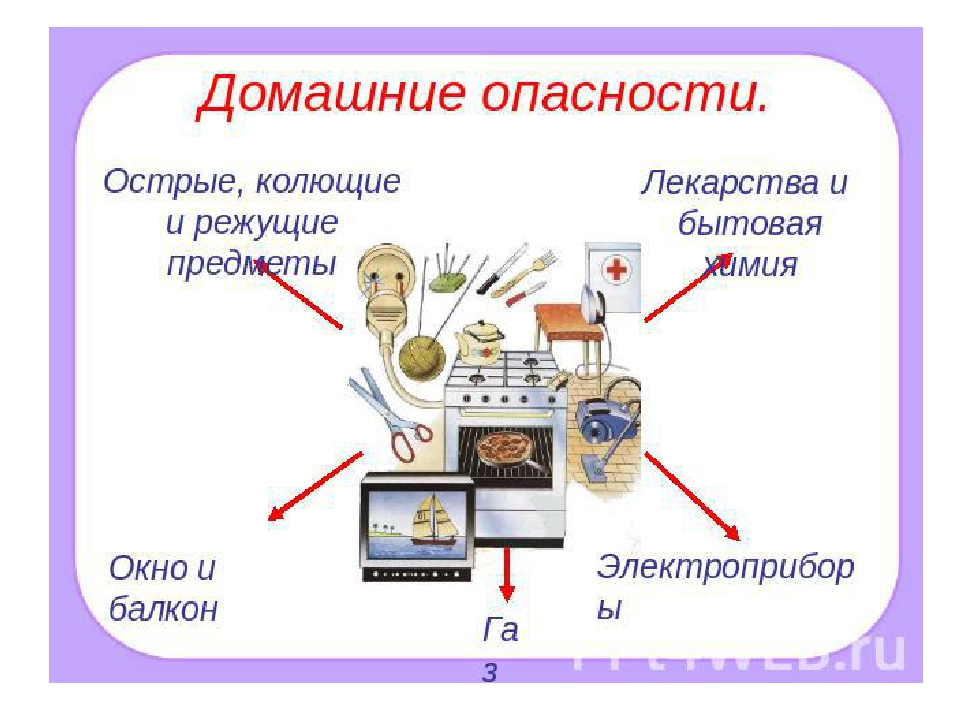 Домашние опасности.
Острые, колющие
и режущие
предметы
Лекарства и
бытовая
химия
Окно и
балкон
Га
з
Электроприбор
ы